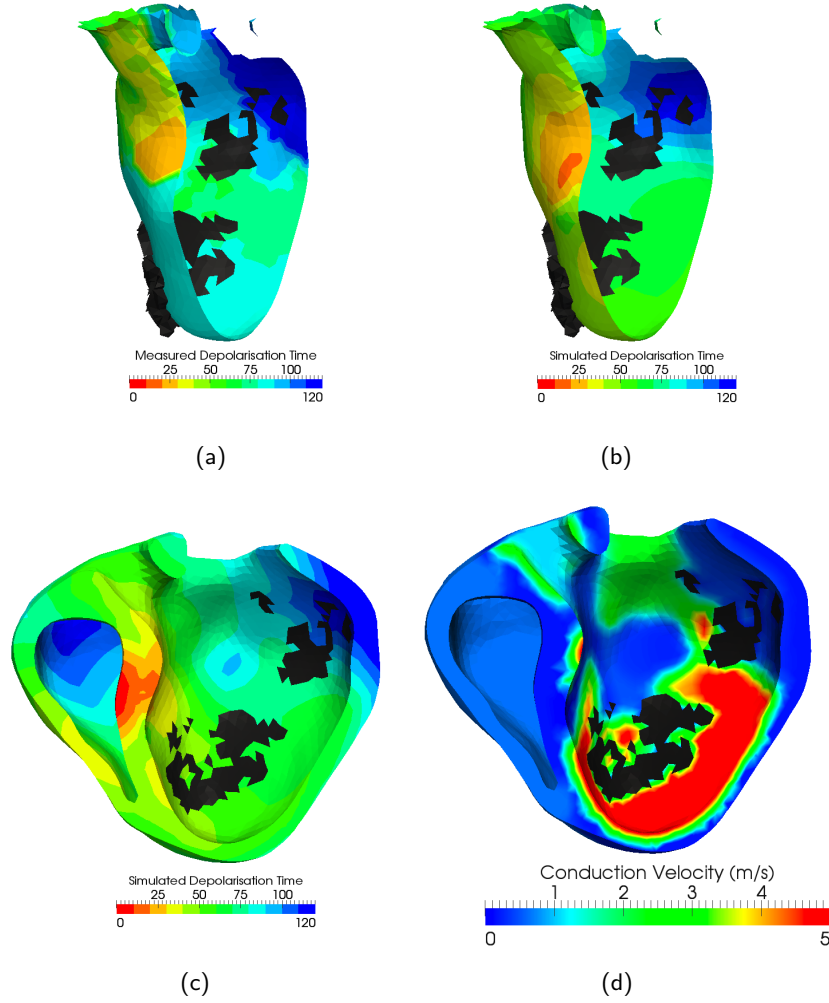 Measured Depolarisation Time
25 50 75 100
0 120
(a)
Simulated Depolarisation Time
25 50 75 100
0 120
(b)
Simulated Depolarisation Time
25 50 75 100
0 120
(c)
Conduction Velocity (m/s)
1 2 3 4
0 5
(d)